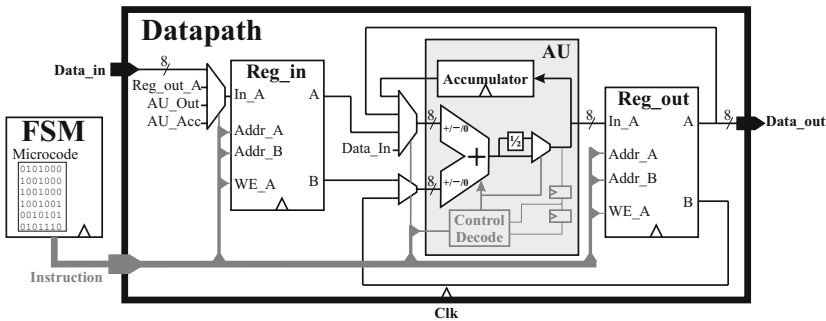 Datapath
Data_in
8
Reg_out_A
AU_Out
AU_Acc
Reg_in
In_A
A
Addr_A
Addr_B
WE_A
B
FSM
Microcode
0101000
1001000
1001000
1001001
0010101
0101110
Instruction
Data_In
AU
Accumulator
8
+/−/0
+
½
8
+/−/0
Control
Decode
8
Reg_out
In_A
A
Addr_A
Addr_B
B
WE_A
8
Data_out
Clk